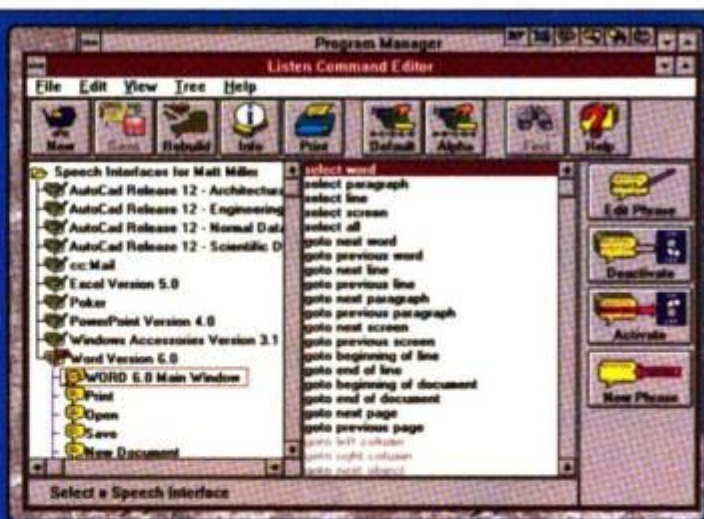 Program Manager
Listen Command Editor
File Edit View Tree Help
New Save Rebuild Info Print Default Alpha Find Help
Speech Interfaces for Matt Miller
AutoCad Release 12 - Architecture
AutoCad Release 12 - Engineering
AutoCad Release 12 - Normal Data
AutoCad Release 12 - Scientific D
cc:Mail
Excel Version 5.0
Poker
PowerPoint Version 4.0
Windows Accessories Version 3.1
Word Version 6.0
WORD 6.0 Main Window
Print
Open
Save
New Document
select word
select paragraph
select line
select screen
select all
goto next word
goto previous word
goto next line
goto previous line
goto next paragraph
goto previous paragraph
goto next screen
goto previous screen
goto beginning of line
goto end of line
goto beginning of document
goto end of document
goto next page
goto previous page
goto left column
goto right column
goto next object
Edit Phrase
Deactivate
Activate
New Phrase
Select a Speech Interface